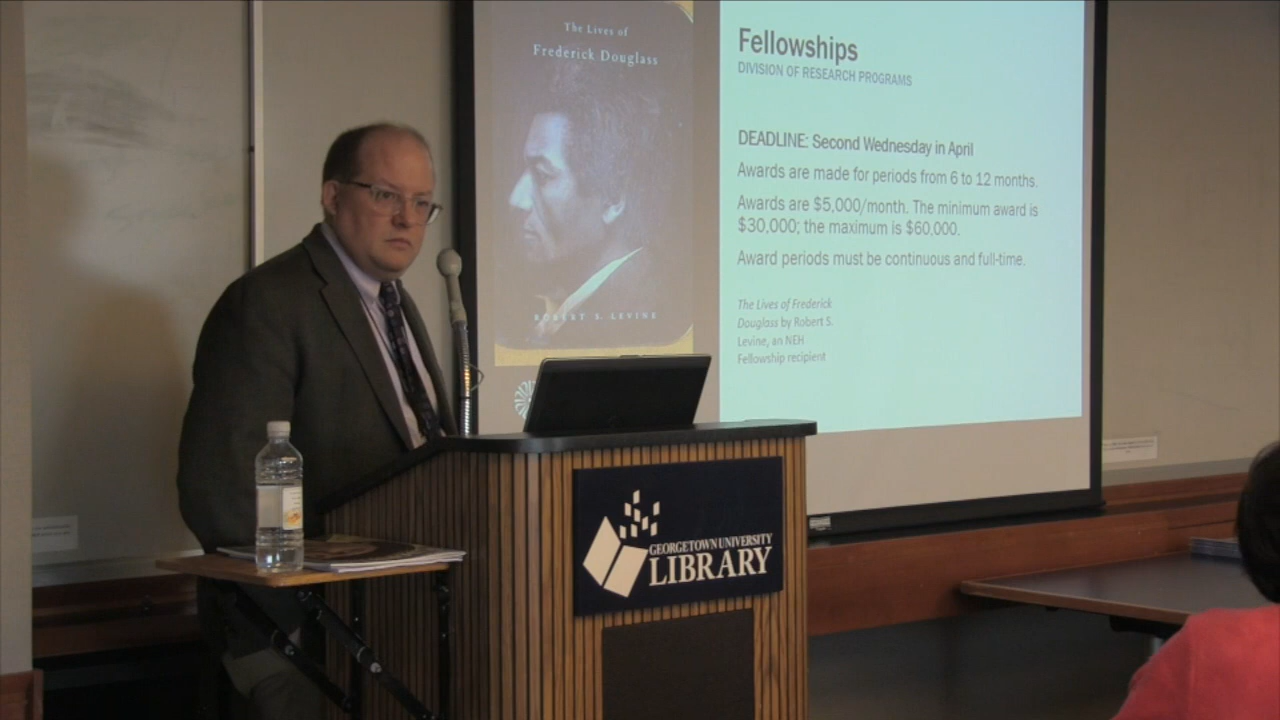 The Lives of
Frederick Douglass
ROBERT S. LEVINE
Fellowships
DIVISION OF RESEARCH PROGRAMS
DEADLINE: Second Wednesday in April
Awards are made for periods from 6 to 12 months.
Awards are $5,000/month. The minimum award is
$30,000; the maximum is $60,000.
Award periods must be continuous and full-time.
The Lives of Frederick
Douglass by Robert S.
Levine, an NEH
Fellowship recipient
GEORGETOWN UNIVERSITY
LIBRARY